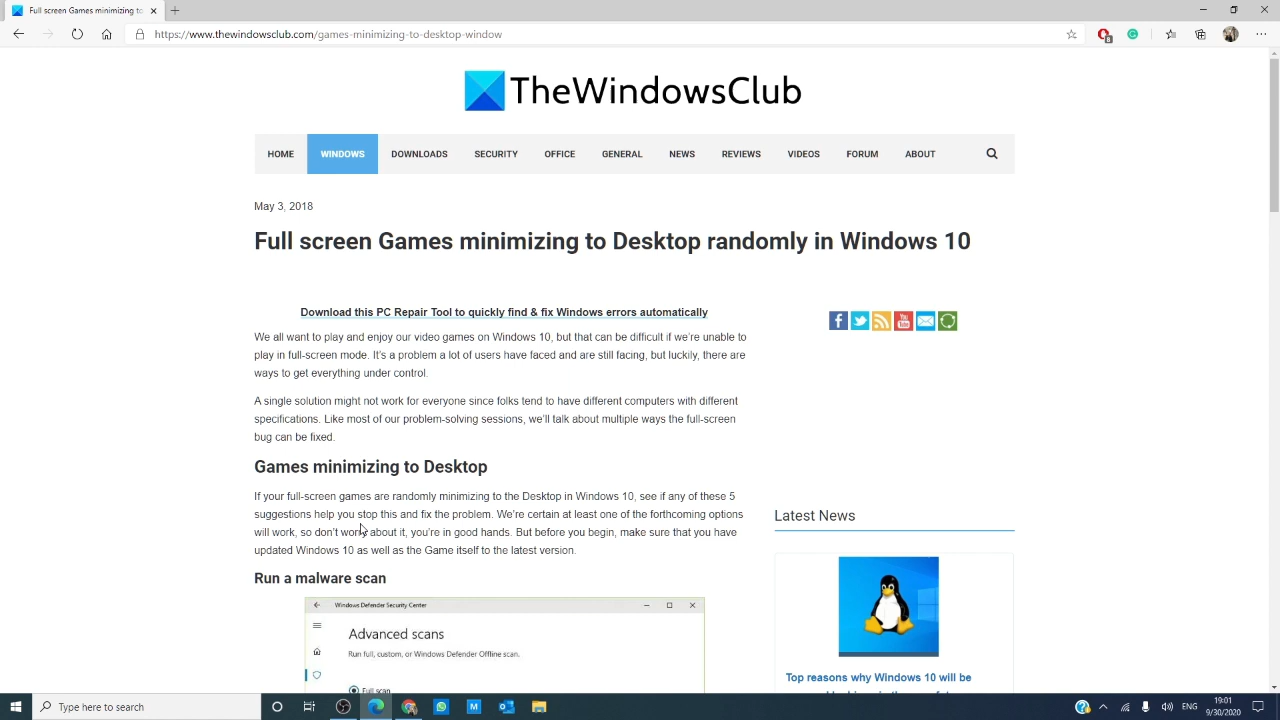 Full screen Games minimizing to
https://www.thewindowsclub.com/games-minimizing-to-desktop-window
8
TheWindowsClub
HOME WINDOWS DOWNLOADS SECURITY OFFICE GENERAL NEWS REVIEWS VIDEOS FORUM ABOUT
May 3, 2018
Full screen Games minimizing to Desktop randomly in Windows 10
Download this PC Repair Tool to quickly find & fix Windows errors automatically
We all want to play and enjoy our video games on Windows 10, but that can be difficult if we're unable to
play in full-screen mode. It's a problem a lot of users have faced and are still facing, but luckily, there are
ways to get everything under control.
A single solution might not work for everyone since folks tend to have different computers with different
specifications. Like most of our problem-solving sessions, we'll talk about multiple ways the full-screen
bug can be fixed.
Games minimizing to Desktop
If your full-screen games are randomly minimizing to the Desktop in Windows 10, see if any of these 5
suggestions help you stop this and fix the problem. We're certain at least one of the forthcoming options
will work, so don't worry about it, you're in good hands. But before you begin, make sure that you have
updated Windows 10 as well as the Game itself to the latest version.
Run a malware scan
Windows Defender Security Center
Advanced scans
Run full, custom, or Windows Defender Offline scan.
Full scan
You Tube
Latest News
Top reasons why Windows 10 will be
Type here to search
19:01
9/30/2020